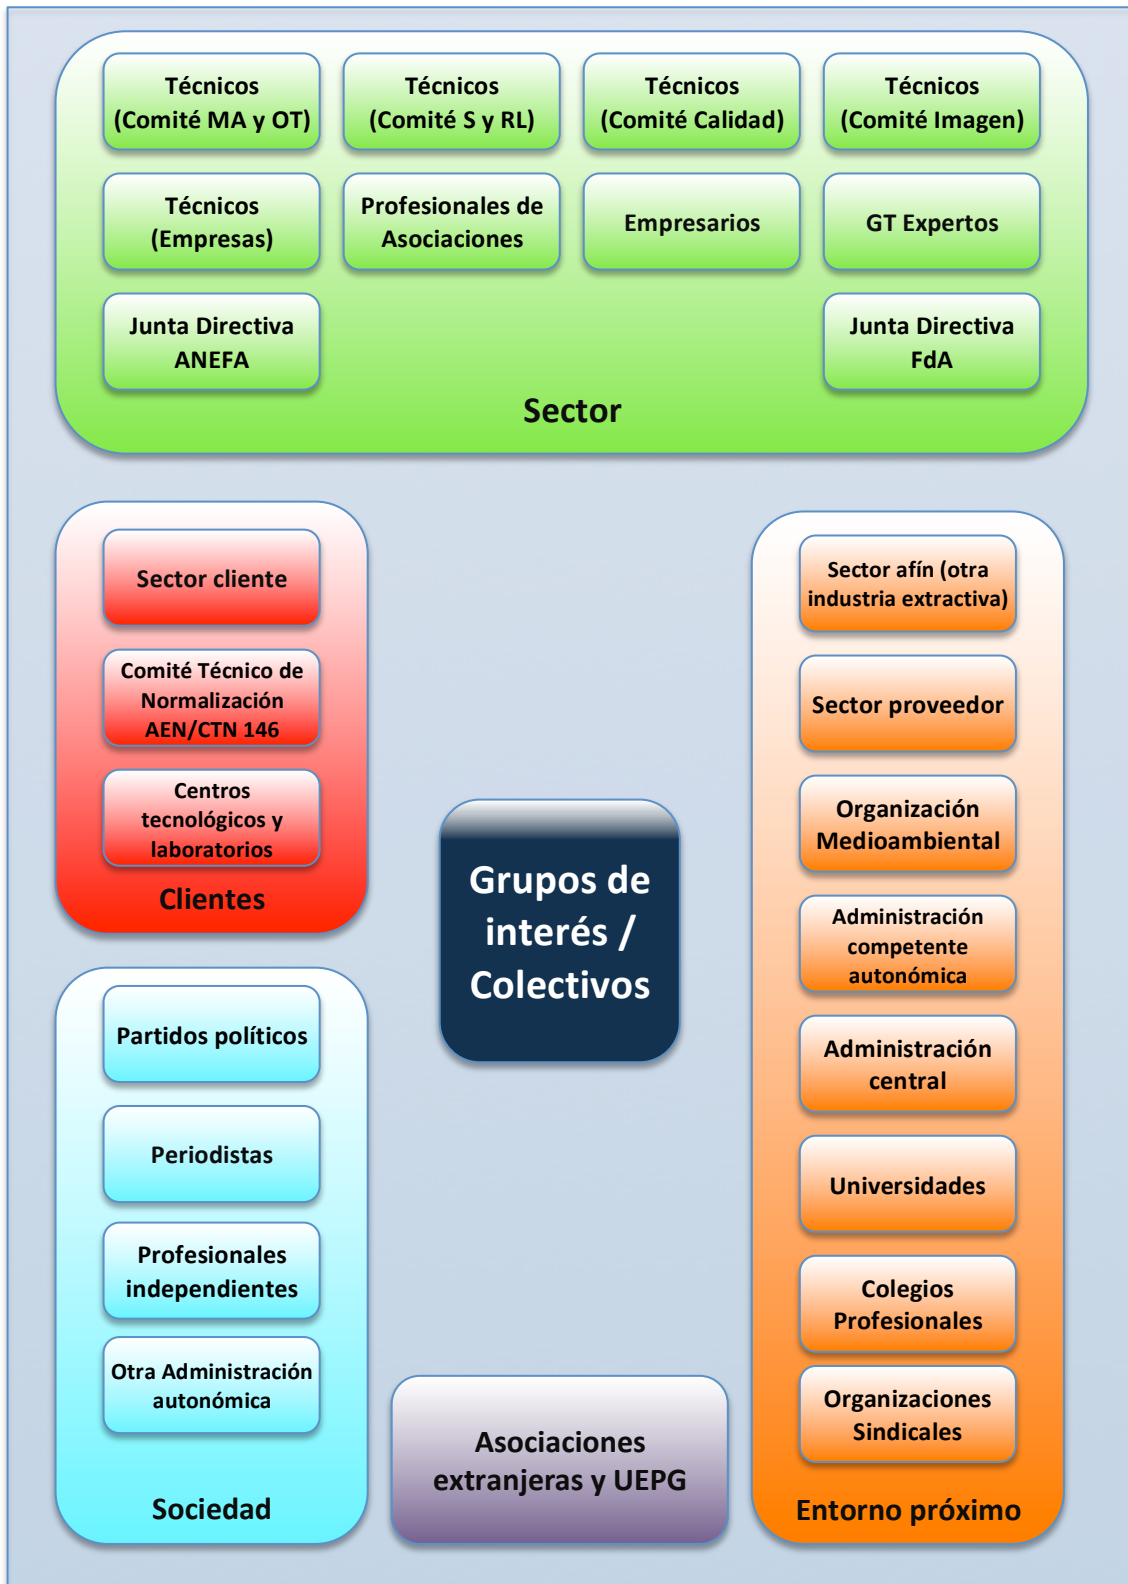 Técnicos
(Comité MA y OT)
Técnicos
(Comité S y RL)
Técnicos
(Comité Calidad)
Técnicos
(Comité Imagen)
Técnicos
(Empresas)
Profesionales de
Asociaciones
Empresarios
GT Expertos
Junta Directiva
ANEFA
Junta Directiva
FdA
Sector
Sector cliente
Comité Técnico de
Normalización
AEN/CTN 146
Centros
tecnológicos y
laboratorios
Clientes
Grupos de
interés /
Colectivos
Sector afín (otra
industria extractiva)
Sector proveedor
Organización
Medioambiental
Administración
competente
autonómica
Administración
central
Universidades
Colegios
Profesionales
Organizaciones
Sindicales
Entorno próximo
Partidos políticos
Periodistas
Profesionales
independientes
Otra Administración
autonómica
Sociedad
Asociaciones
extranjeras y UEPG